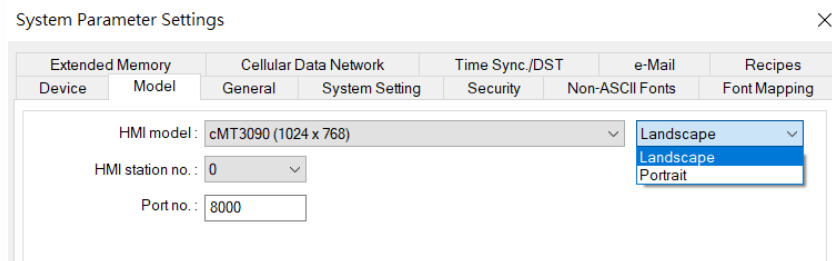 System Parameter Settings
Extended Memory Cellular Data Network Time Sync./DST e-Mail Recipes
Device Model General System Setting Security Non-ASCII Fonts Font Mapping
HMI model : cMT3090 (1024 x 768) Landscape
Landscape
HMI station no. : 0 Portrait
Port no. : 8000